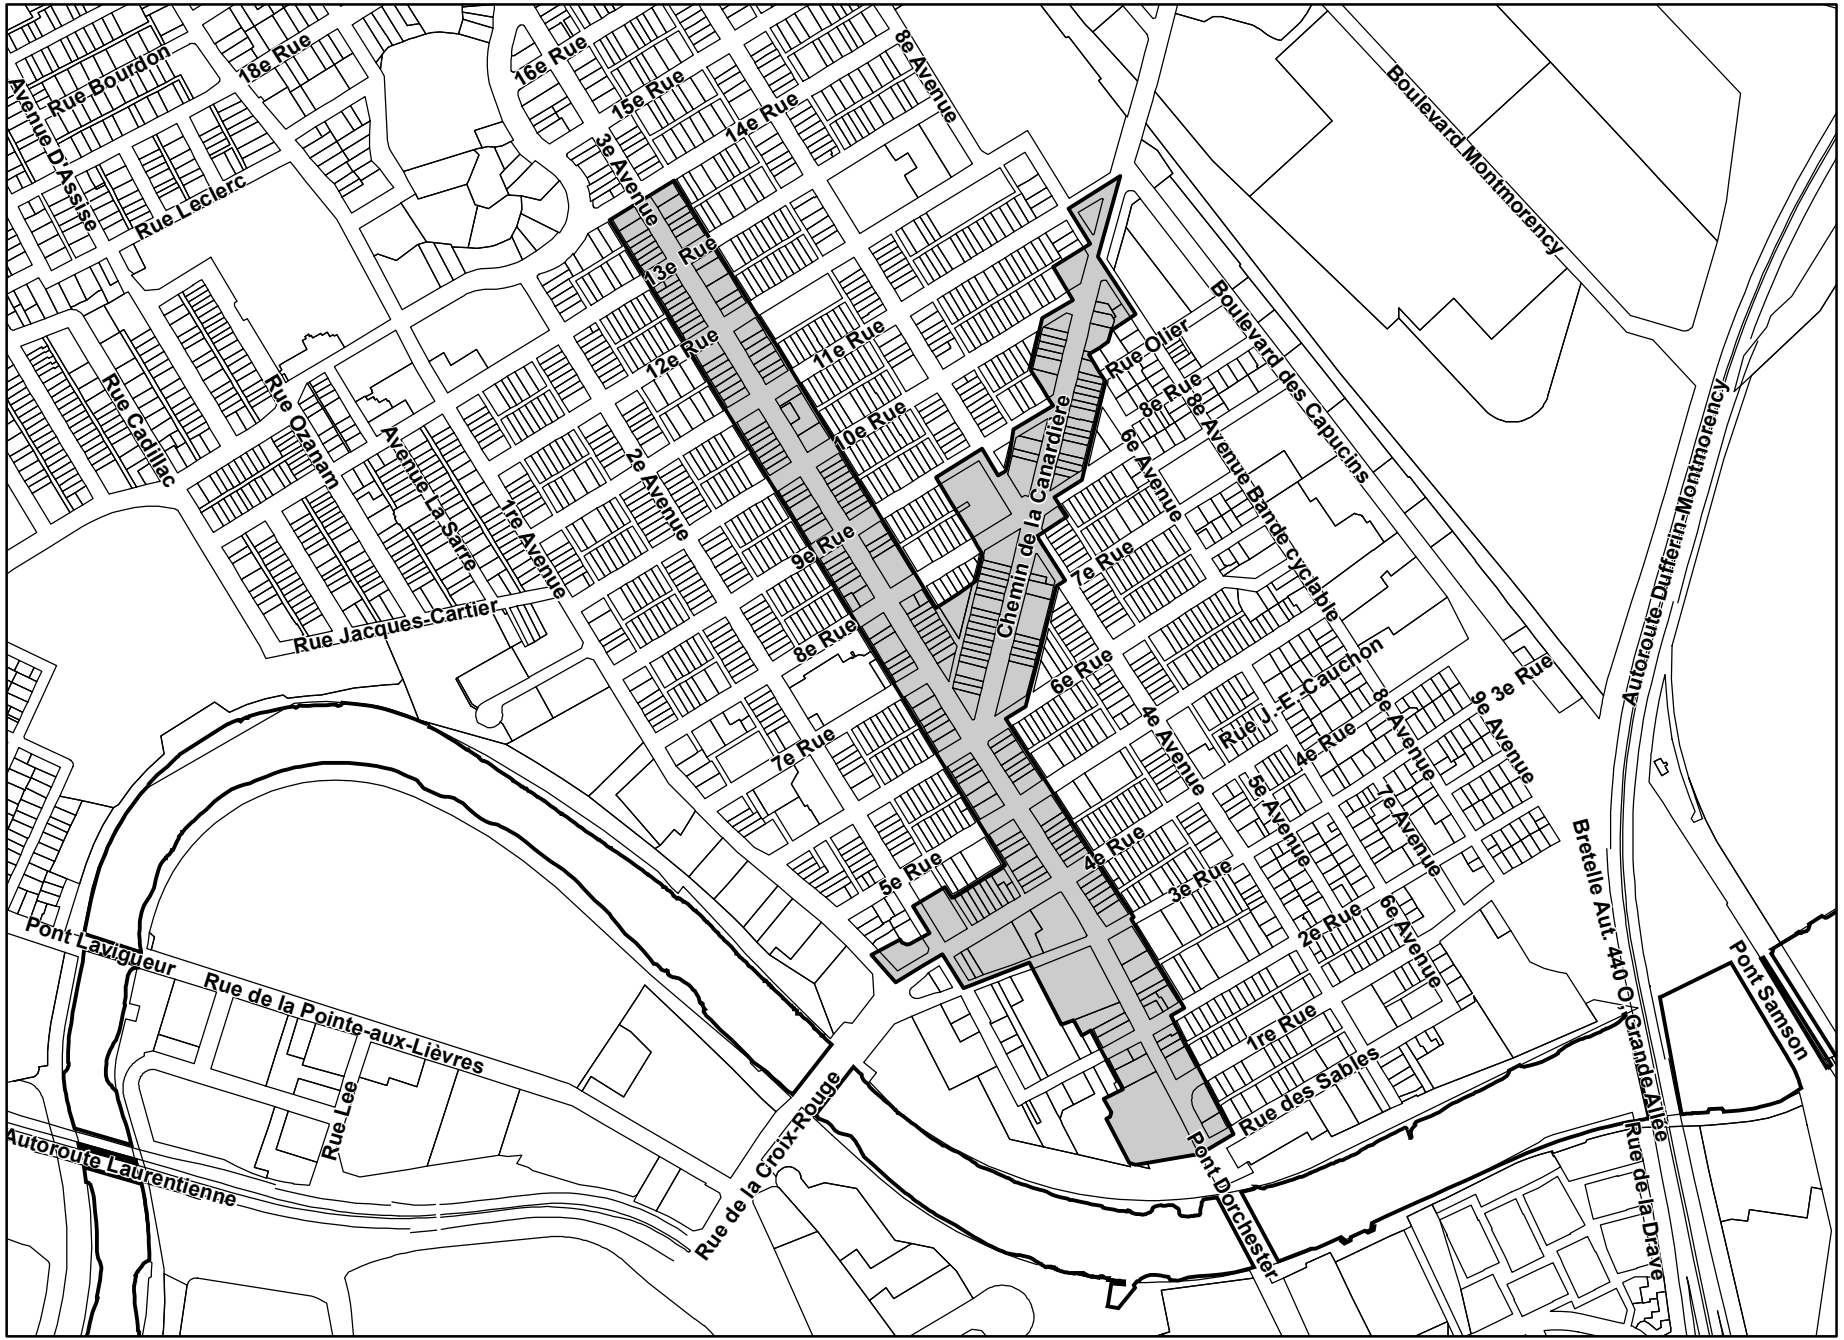 Rue Bourdon
18e Rue
16e Rue
15e Rue
14e Rue
8e Avenue
Boulevard Montmorency
Avenue D'Assise
Rue Leclerc
3e Avenue
13e Rue
12e Rue
11e Rue
10e Rue
Rue Olier
Boulevard des Capucins
8e Rue
8e Avenue Bande cyclable
6e Avenue
Chemin de la Canardière
Autoroute Dufferin-Montmorency
Rue Cadillac
Rue Ozanam
Avenue La Sarre
1re Avenue
2e Avenue
9e Rue
7e Rue
Rue Jacques-Cartier
8e Rue
6e Rue
Rue J.-E.-Cauchon
3e Rue
4e Avenue
8e Avenue
9e Avenue
7e Rue
4e Rue
5e Avenue
7e Avenue
5e Rue
4e Rue
3e Rue
2e Rue
6e Avenue
Bretelle Aut. 440 O, Grande Allée
Pont Samson
Pont Lavigueur
Rue de la Pointe-aux-Lièvres
1re Rue
Rue des Sables
Rue Lee
Rue de la Croix-Rouge
Autoroute Laurentienne
Pont Dorchester
Rue de la Drave